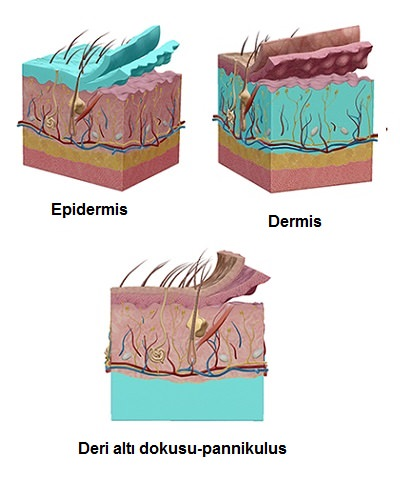 Epidermis
Dermis
Deri altı dokusu-pannikulus